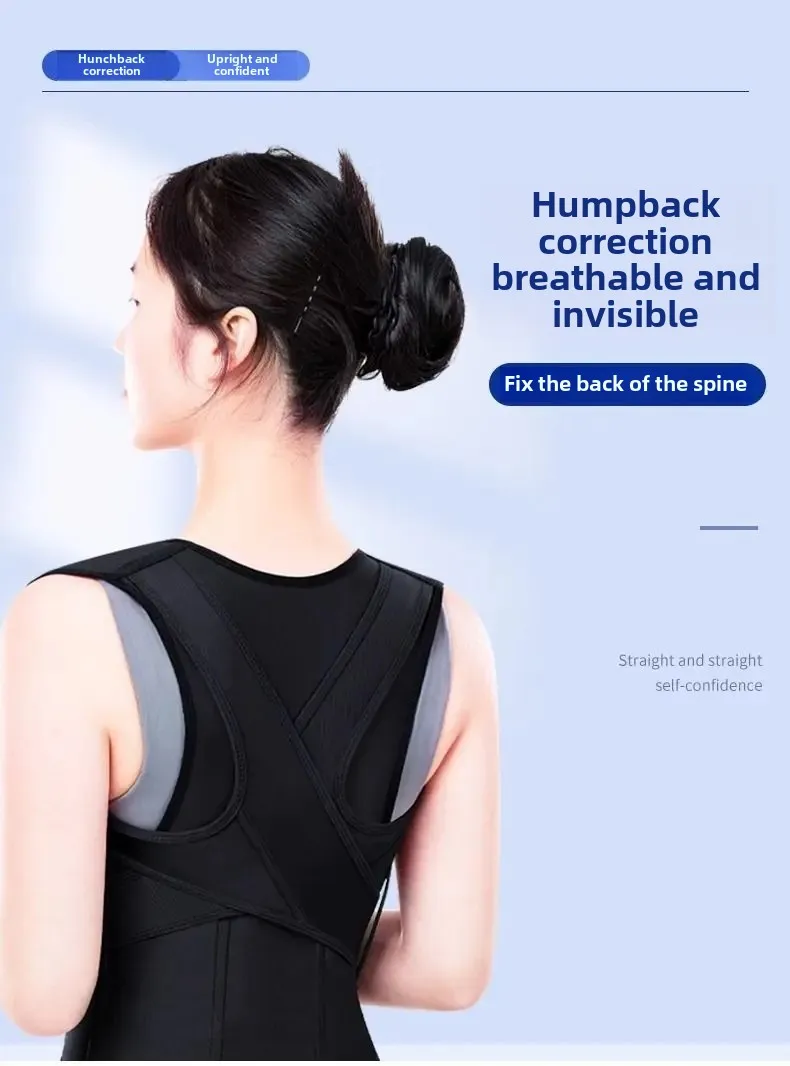 Hunchback
correction
Upright and
confident
Humpback
correction
breathable and
invisible
Fix the back of the spine
Straight and straight
self-confidence